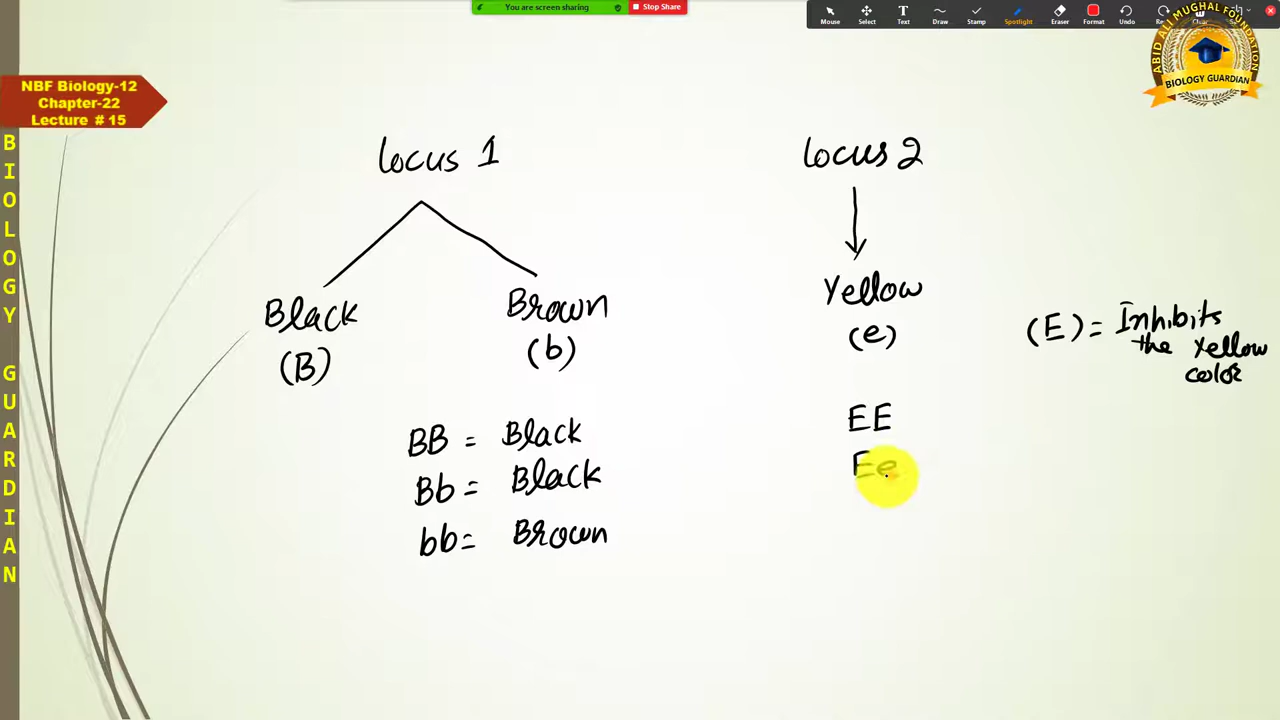 You are screen sharing
Stop Share
Mouse
Select
Text
Draw
Stamp
Spotlight
Eraser
Format
Undo
ABID ALI MUGHAL FOUNDATION
BIOLOGY GUARDIAN
NBF Biology-12
Chapter-22
Lecture # 15
BIOLOGY GUARDIAN
locus 1
locus 2
Black
Brown
Yellow
(B)
(b)
(e)
(E) = Inhibits
the Yellow
color
BB = Black
Bb = Black
bb = Brown
EE
Ee